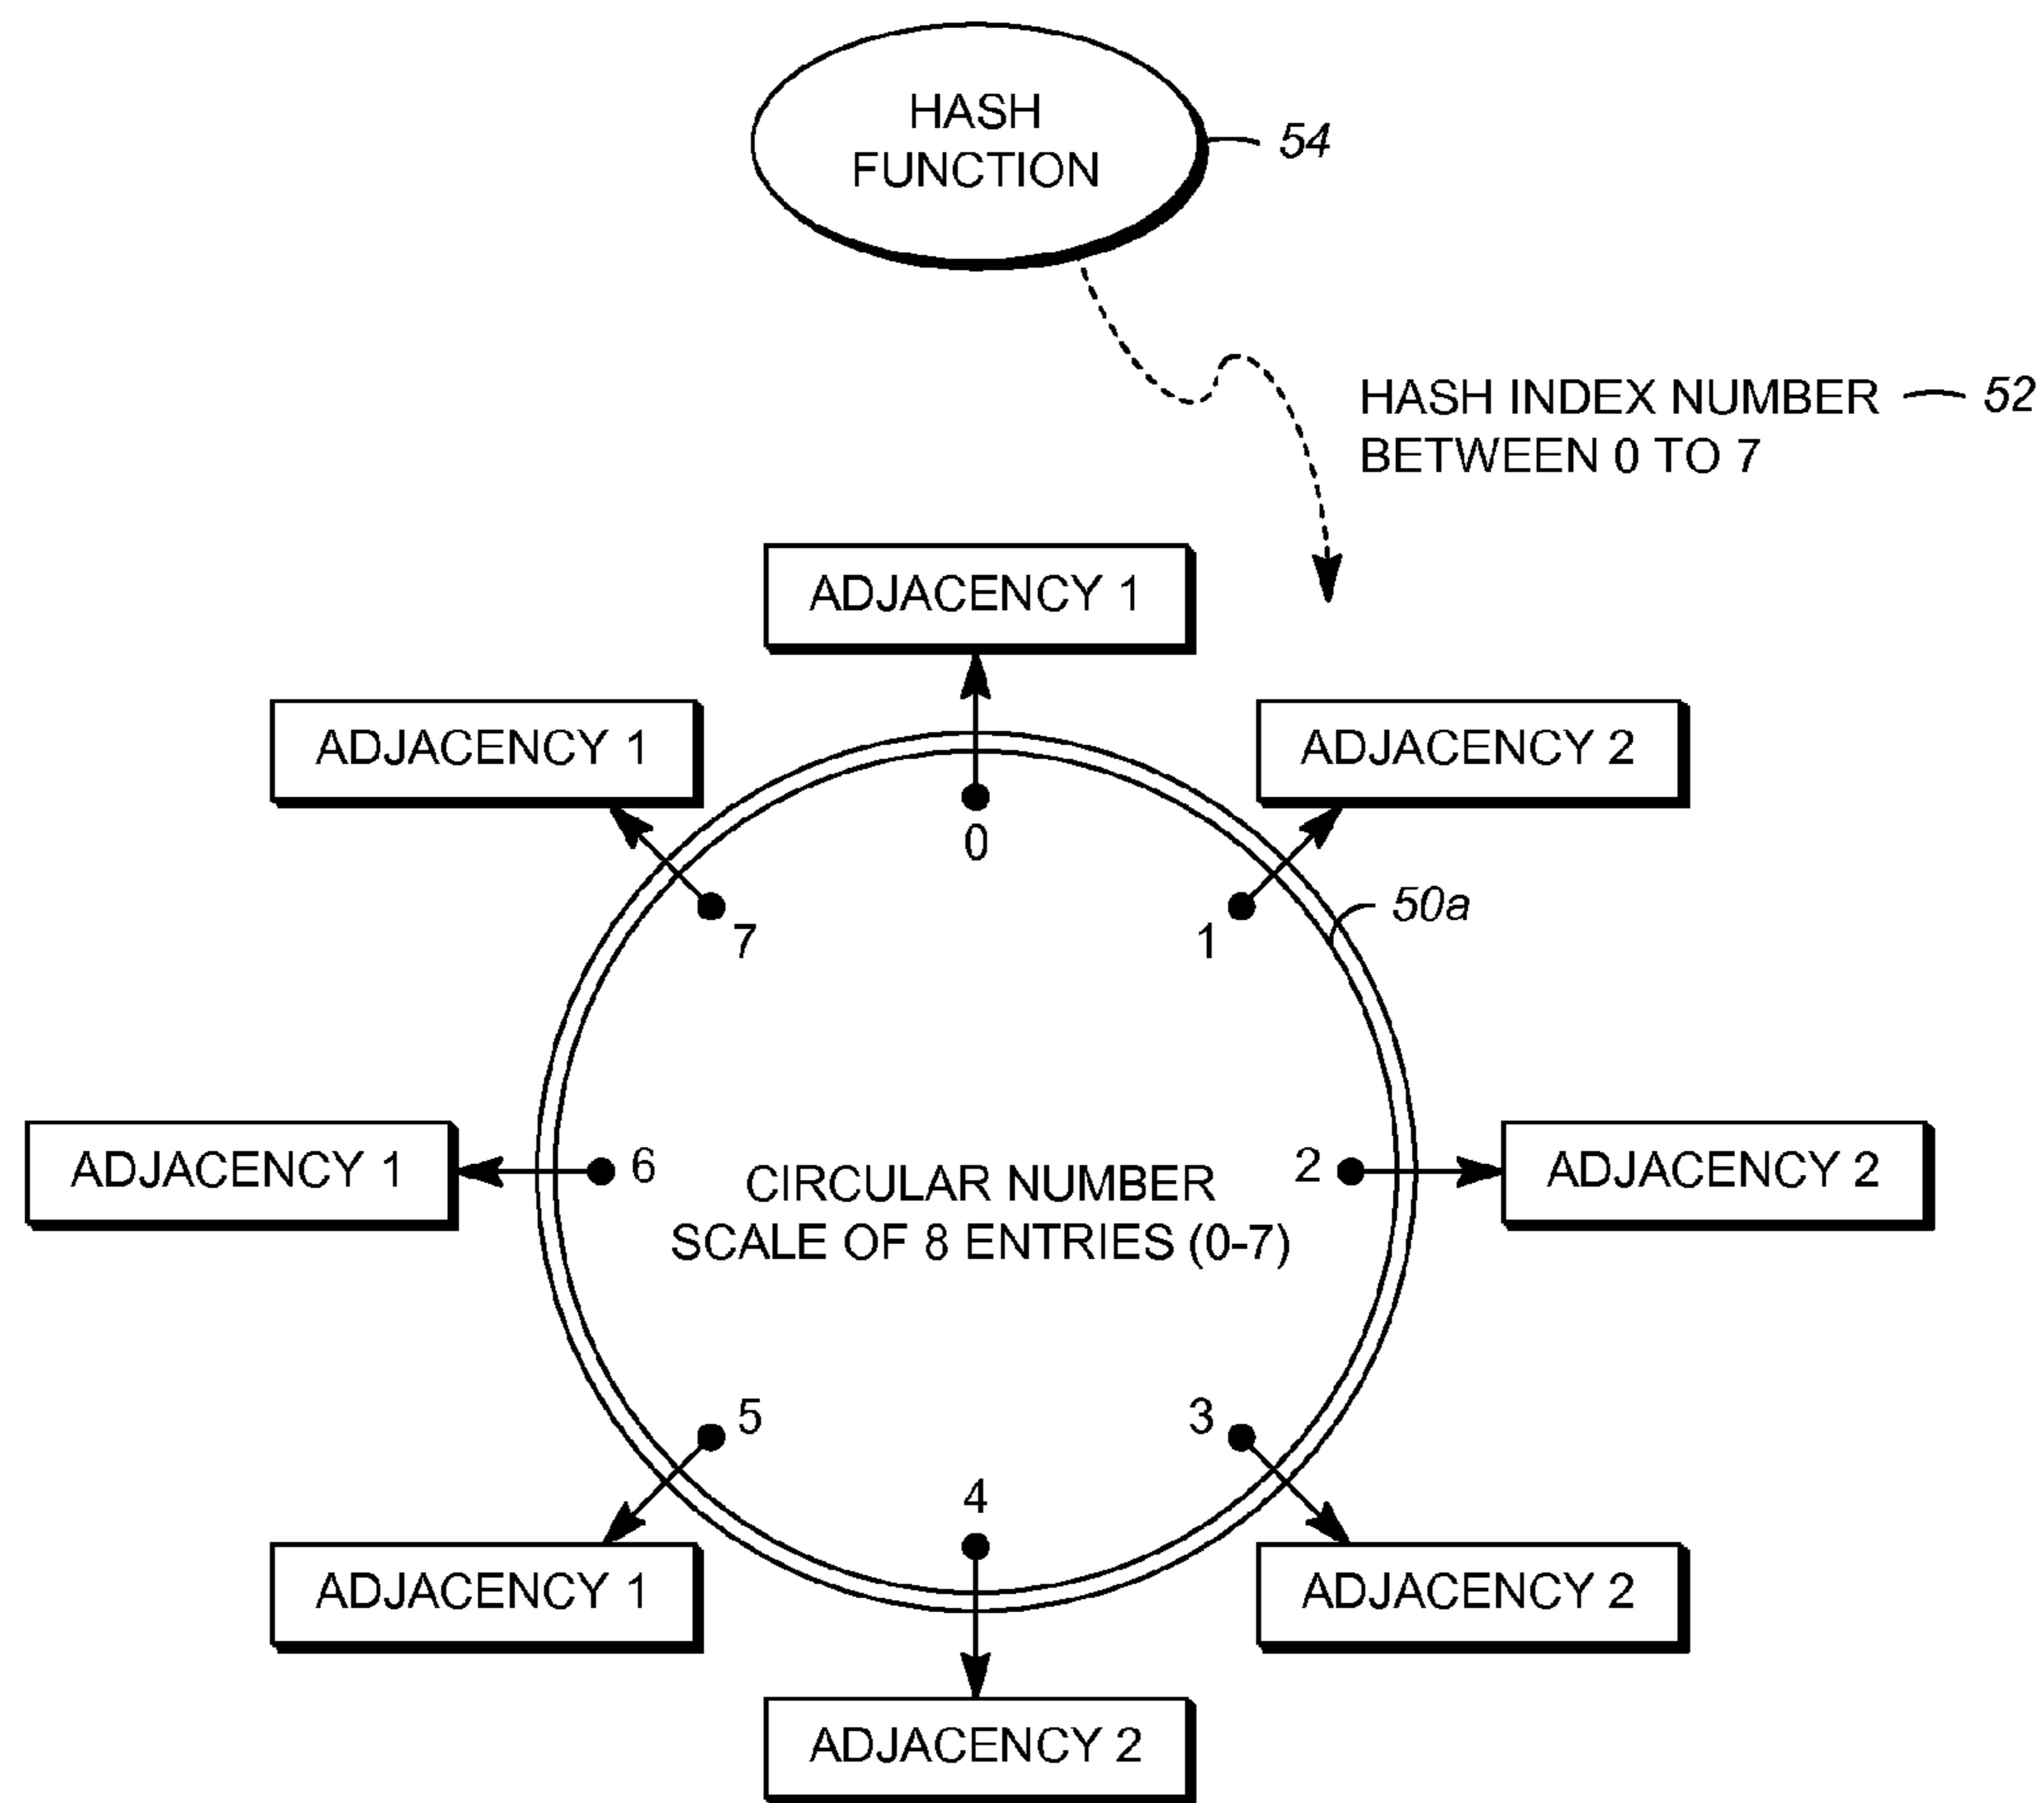 HASH
FUNCTION
54
HASH INDEX NUMBER 52
BETWEEN 0 TO 7
ADJACENCY 1
ADJACENCY 1
ADJACENCY 2
0
7
1
50a
ADJACENCY 1
6
2
ADJACENCY 2
CIRCULAR NUMBER
SCALE OF 8 ENTRIES (0-7)
5
3
4
ADJACENCY 1
ADJACENCY 2
ADJACENCY 2